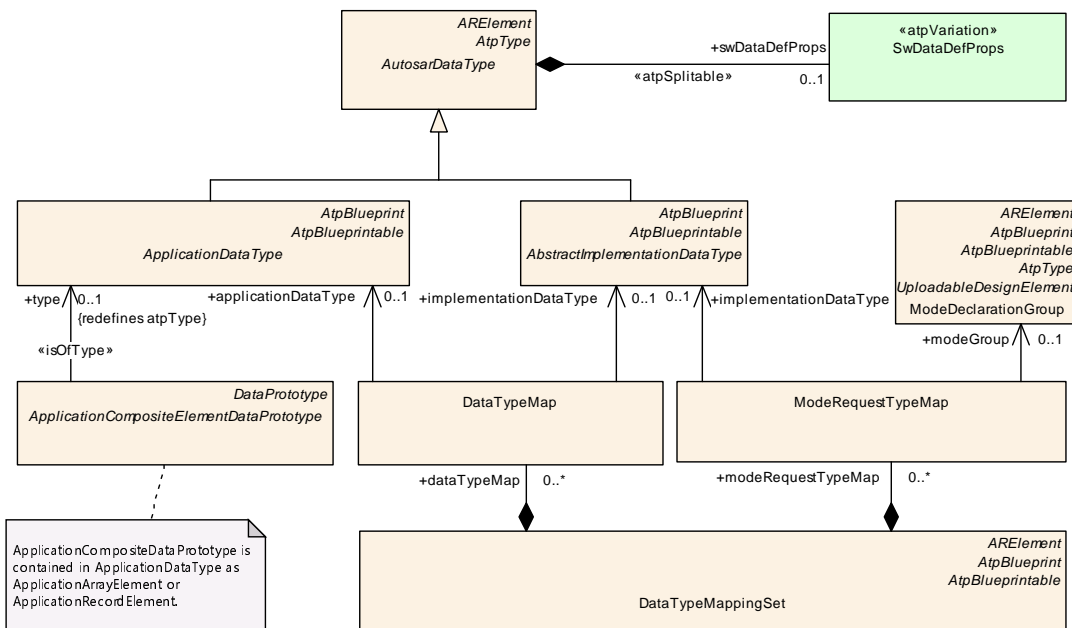 ARElement
AtpType
AutosarDataType
+swDataDefProps
«atpSplitable»
0..1
«atpVariation»
SwDataDefProps
AtpBlueprint
AtpBlueprintable
ApplicationDataType
AtpBlueprint
AtpBlueprintable
AbstractImplementationDataType
ARElement
AtpBlueprint
AtpBlueprintable
AtpType
UploadableDesignElement
ModeDeclarationGroup
+type
0..1
{redefines atpType}
«isOfType»
+applicationDataType
0..1
+implementationDataType
0..1
0..1
+implementationDataType
+modeGroup
0..1
DataPrototype
ApplicationCompositeElementDataPrototype
DataTypeMap
ModeRequestTypeMap
+dataTypeMap
0..*
+modeRequestTypeMap
0..*
ApplicationCompositeDataPrototype is
contained in ApplicationDataType as
ApplicationArrayElement or
ApplicationRecordElement.
ARElement
AtpBlueprint
AtpBlueprintable
DataTypeMappingSet